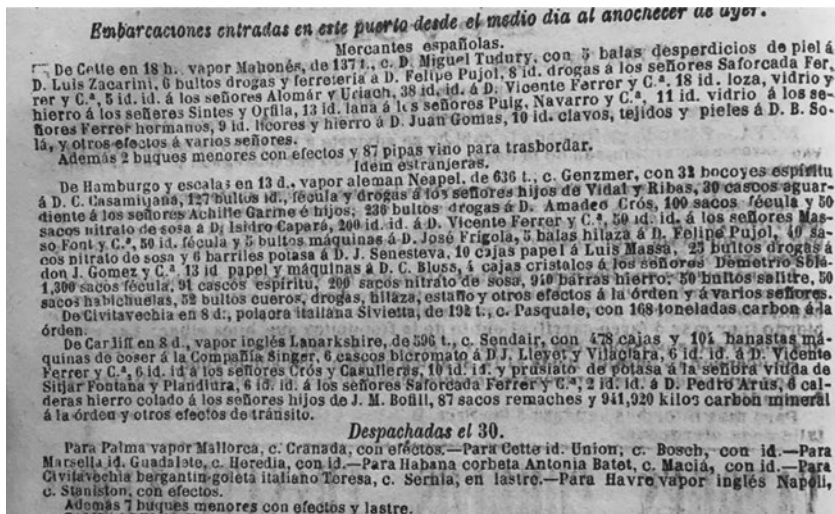 Embarcaciones entradas en este puerto desde el medio dia al anochecer de ayer.
Mercantes españolas.
De Cette en 18 h. vapor Mahonés, de 137 t., c. D. Miguel Tudury, con 5 balas desperdicios de piel á
D. Luis Zacarini, 6 bultos drogas y ferretería á D. Felipe Pujol, 8 id. drogas á los señores Saforcada Fer,
rer y C.ª, 5 id. id. á los señores Alomár y Uriach, 38 id. id. á D. Vicente Ferrer y C.ª 18 id. loza, vidrio y
hierro á los señeres Sintes y Orfila, 13 id. lana á los señores Puig, Navarro y C.ª, 11 id. vidrio á los se-
ñores Ferrer hermanos, 9 id. licores y hierro á D. Juan Gomas, 10 id. clavos, tejidos y pieles á D. B. So-
lá, y otros efectos á varios señores.
Además 2 buques menores con efectos y 87 pipas vino para trasbordar.
Idem estranjeras.
De Hamburgo y escalas en 13 d., vapor aleman Neapel, de 636 t., c. Genzmer, con 32 bocoyes espíritu
á D. C. Casamijana, 127 bultos id., fécula y drogas á los señores hijos de Vidal y Ribas, 30 cascos aguar-
diente á los señores Achille Garine é hijos, 236 bultos drogas á D. Amadeo Crós, 100 sacos fécula y 50
sacos nitrato de sosa á D. Isidro Capará, 200 id. id. á D. Vicente Ferrer y C.ª, 50 id. id. á los señores Mas-
so Font y C.ª, 50 id. fécula y 5 bultos máquinas á D. José Frigola, 5 balas hilaza á D. Felipe Pujol, 40 sa-
cos nitrato de sosa y 6 barriles potasa á D. J. Senesteva, 10 cajas papel á Luis Massa, 25 bultos drogas á
don J. Gomez y C.ª, 13 id papel y máquinas á D. C. Bluss, 4 cajas cristales á los señores Demetrio
1,300 sacos fécula, 91 cascos espíritu, 200 sacos nitrato de sosa, 940 barras hierro, 50 bultos salitre, 50
sacos habichuelas, 52 bultos cueros, drogas, hilaza, estaño y otros efectos á la órden y á varios señores.
De Civitavechia en 8 d., polacra italiana Sivietta, de 192 t., c. Pasquale, con 168 toneladas carbon á la
órden.
De Cardiff en 8 d., vapor inglés Lanarkshire, de 596 t., c. Sendair, con 478 cajas y 104 banastas má-
quinas de coser á la Compañía Singer, 6 cascos bicromato á D J. Llevet y Vilaclara, 6 id. id. á D. Vicente
Ferrer y C.ª, 6 id. id á los señores Crós y Casulleras, 10 id. id. y prusiato de potasa á la señora viuda de
Sitjar Fontana y Plandiura, 6 id. id. á los señores Saforcada Ferrer y C.ª, 2 id. id. á D. Pedro Arús, 6 cal-
deras hierro colado á los señores hijos de J. M. Bofill, 87 sacos remaches y 941,920 kilos carbon mineral
á la órden y otros efectos de tránsito.
Despachadas el 30.
Para Palma vapor Mallorca, c. Granada, con efectos.—Para Cette id. Union, c. Bosch, con id.—Para
Marsella id. Guadalete, c. Heredia, con id.—Para Habana corbeta Antonia Batet, c. Maciá, con id.—Para
Civitavechia bergantin-goleta italiano Teresa, c. Sernia, en lastre.—Para Havre vapor inglés Napoli,
c. Staniston, con efectos.
Además 7 buques menores con efectos y lastre.